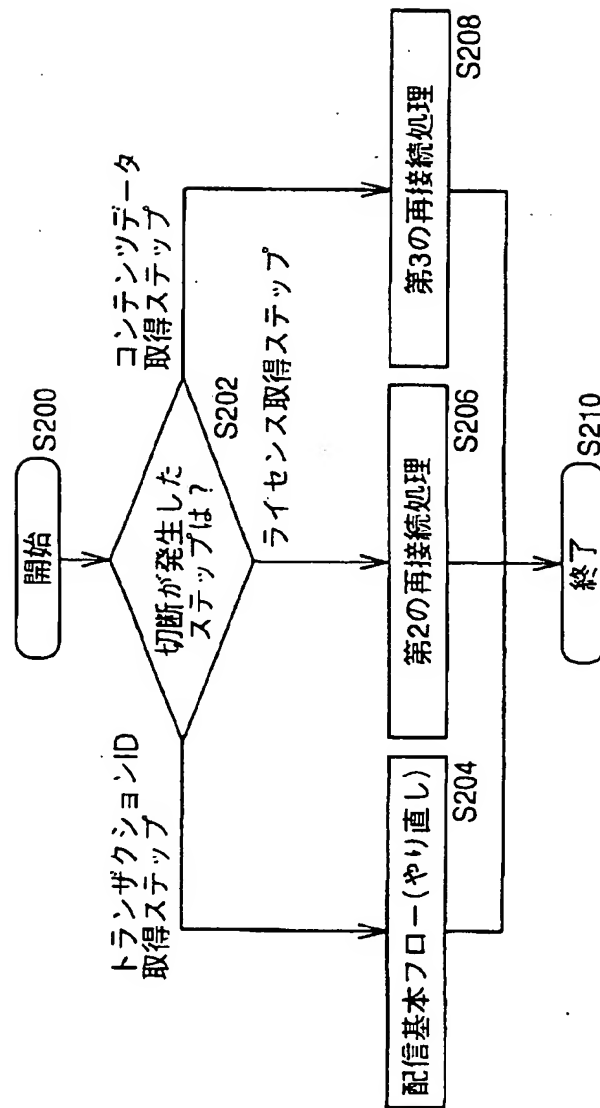 開始
S200
切断が発生した
ステップは?
S202
トランザクションID
取得ステップ
ライセンス取得ステップ
コンテンツデータ
取得ステップ
配信基本フロー(やり直し)
S204
第2の再接続処理
S206
第3の再接続処理
S208
終了
S210